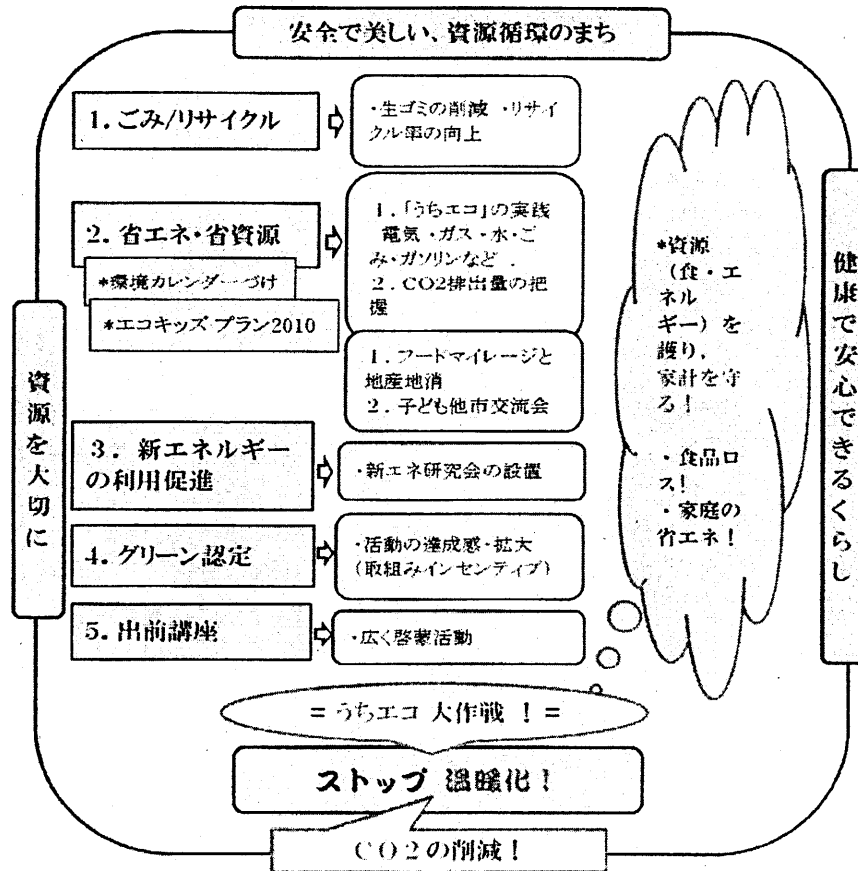 安全で美しい、資源循環のまち
1. ごみ/リサイクル
・生ゴミの削減 ・リサイ
クル率の向上
2. 省エネ・省資源
*環境カレンダーづけ
*エコキッズ・プラン2010
1.「うちエコ」の実践
電気・ガス・水・ご
み・ガソリンなど.
2. CO2排出量の把
握
1. フードマイレージと
地産地消
2. 子ども他市交流会
3. 新エネルギー
の利用促進
・新エネ研究会の設置
4. グリーン認定
・活動の達成感・拡大
(取組みインセンティブ)
5. 出前講座
・広く啓蒙活動
資源を大切に
*資源
(食・エ
ネル
ギー)を
護り,
家計を守
る!
・食品ロ
ス!
・家庭の
省エネ!
健康で安心できるくらし
= うちエコ 大作戦 ! =
ストップ 温暖化!
CO2の削減!